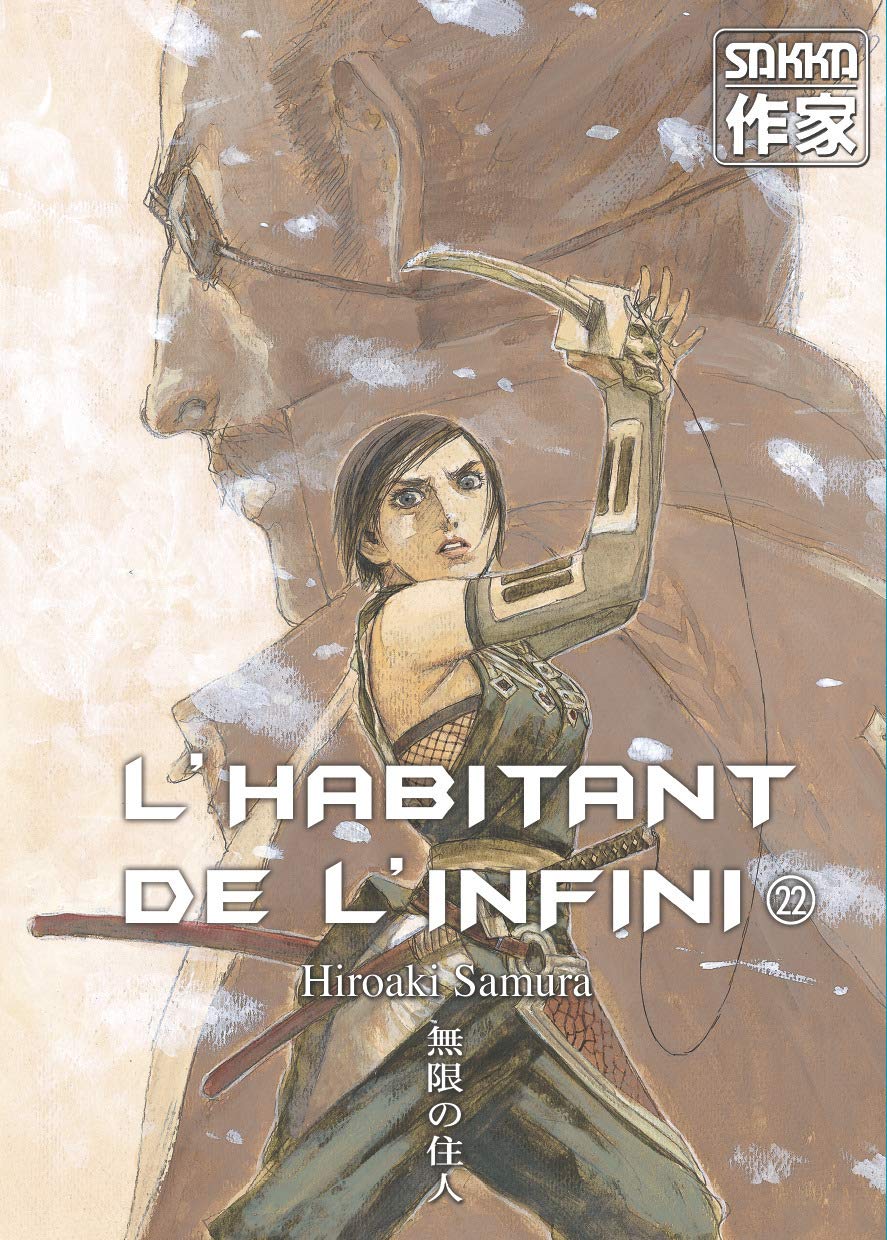 SAKKA
作家
L'HABITANT
DE L'INFINI 22
Hiroaki Samura
無限の住人